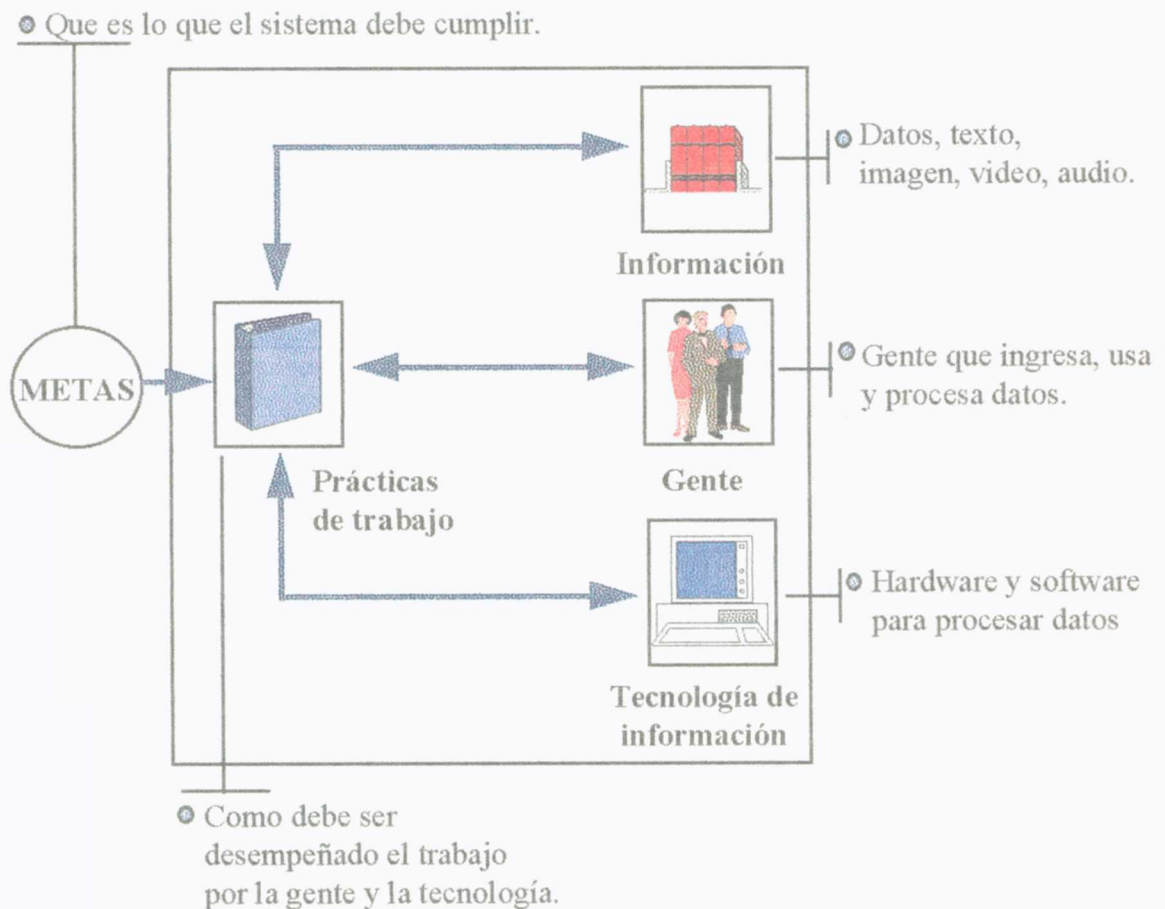 Que es lo que el sistema debe cumplir.
Datos, texto,
imagen, video, audio.
Información
METAS
Gente que ingresa, usa
y procesa datos.
Prácticas
de trabajo
Gente
Hardware y software
para procesar datos
Tecnología de
información
Como debe ser
desempeñado el trabajo
por la gente y la tecnología.